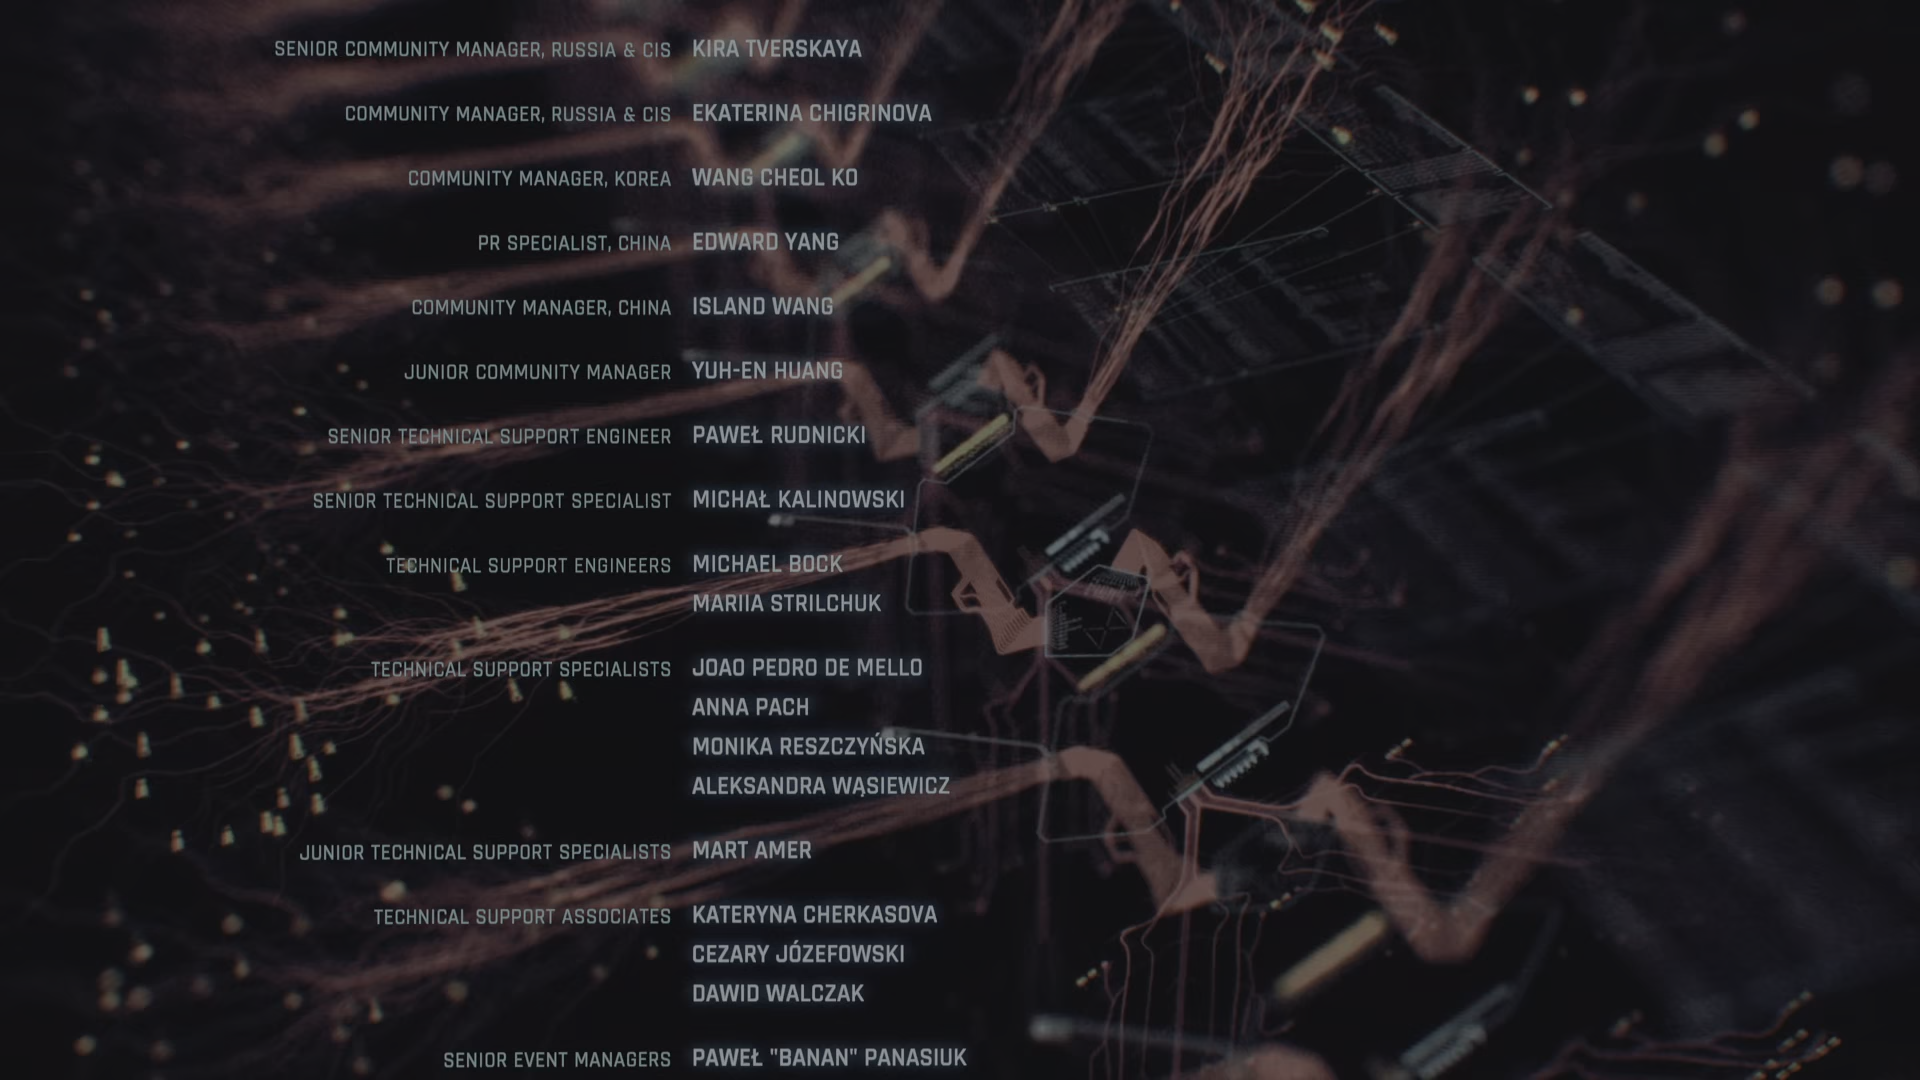 SENIOR COMMUNITY MANAGER, RUSSIA & CIS KIRA TVERSKAYA
COMMUNITY MANAGER, RUSSIA & CIS EKATERINA CHIGRINOVA
COMMUNITY MANAGER, KOREA WANG CHEOL KO
PR SPECIALIST, CHINA EDWARD YANG
COMMUNITY MANAGER, CHINA ISLAND WANG
JUNIOR COMMUNITY MANAGER YUH-EN HUANG
SENIOR TECHNICAL SUPPORT ENGINEER PAWEŁ RUDNICKI
SENIOR TECHNICAL SUPPORT SPECIALIST MICHAŁ KALINOWSKI
TECHNICAL SUPPORT ENGINEERS MICHAEL BOCK
MARIIA STRILCHUK
TECHNICAL SUPPORT SPECIALISTS JOAO PEDRO DE MELLO
ANNA PACH
MONIKA RESZCZYŃSKA
ALEKSANDRA WĄSIEWICZ
JUNIOR TECHNICAL SUPPORT SPECIALISTS MART AMER
TECHNICAL SUPPORT ASSOCIATES KATERYNA CHERKASOVA
CEZARY JÓZEFOWSKI
DAWID WALCZAK
SENIOR EVENT MANAGERS PAWEŁ "BANAN" PANASIUK